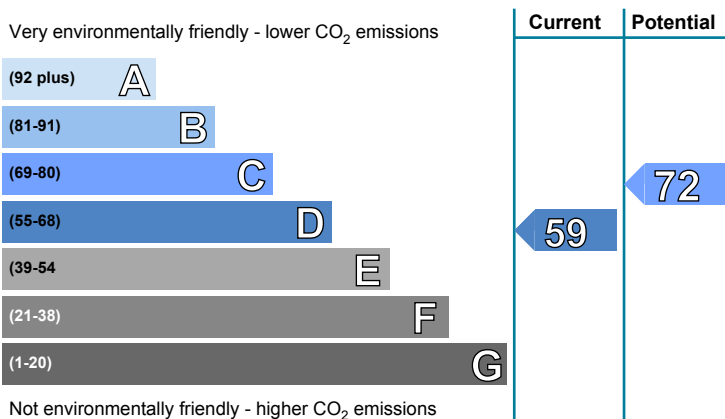 Very environmentally friendly - lower CO2 emissions
Current
Potential
(92 plus) A
(81-91) B
(69-80) C
72
(55-68) D
59
(39-54 E
(21-38) F
(1-20) G
Not environmentally friendly - higher CO2 emissions